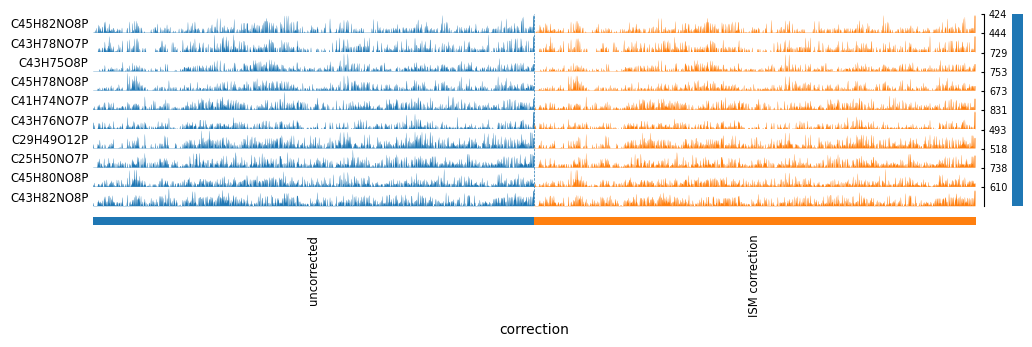 C45H82NO8P
C43H78NO7P
C43H75O8P
C45H78NO8P
C41H74NO7P
C43H76NO7P
C29H49O12P
C25H50NO7P
C45H80NO8P
C43H82NO8P
424
444
729
753
673
831
493
518
738
610
uncorrected
ISM correction
correction